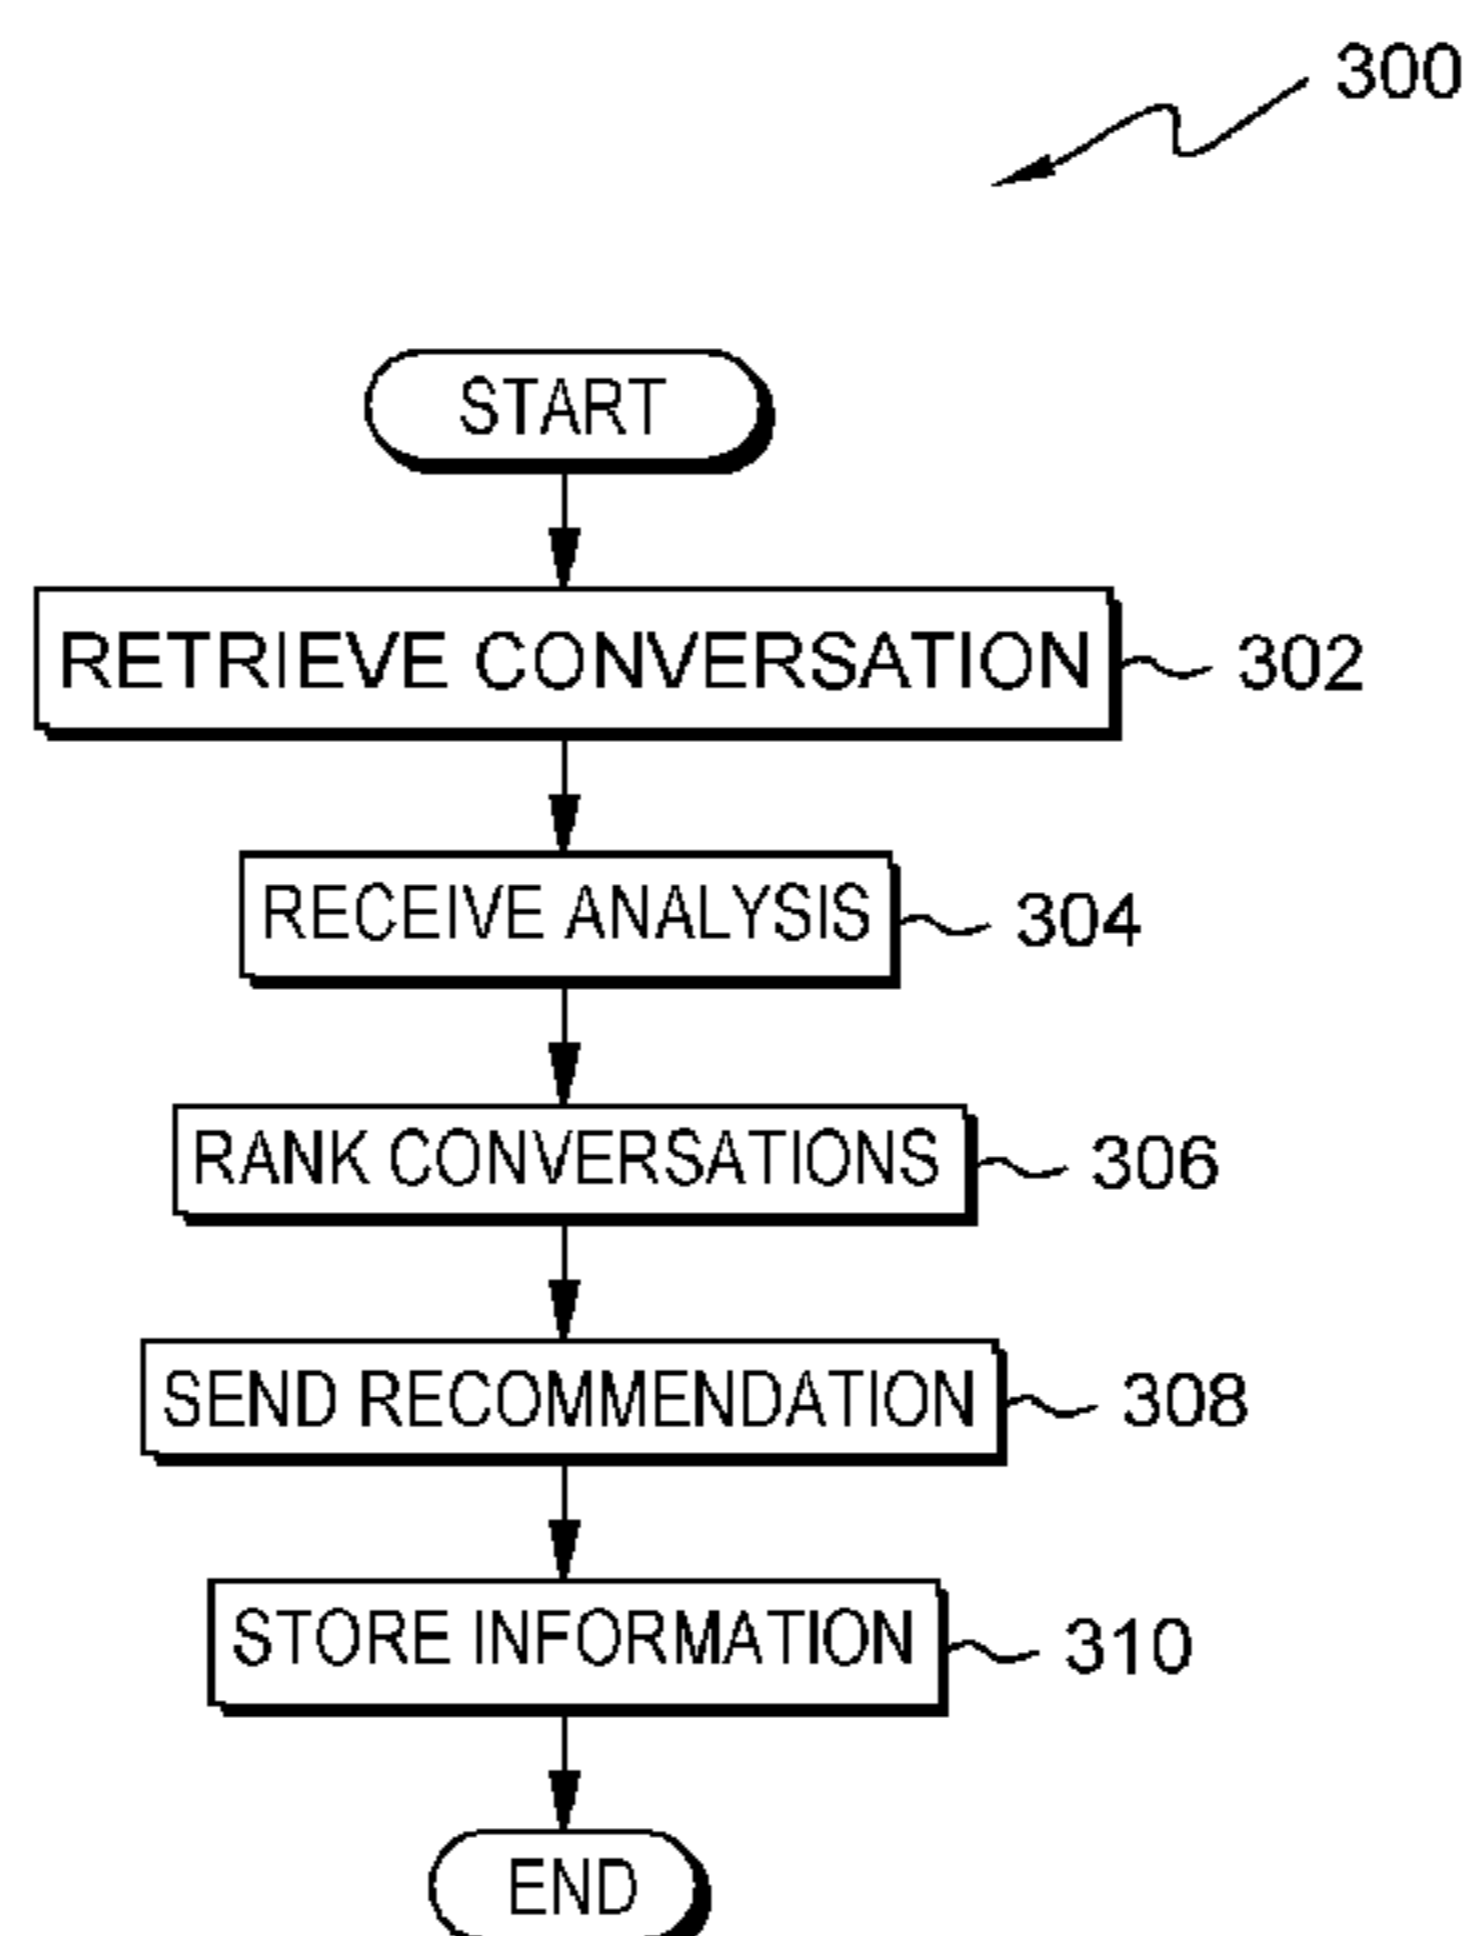 300
START
RETRIEVE CONVERSATION 302
RECEIVE ANALYSIS 304
RANK CONVERSATIONS 306
SEND RECOMMENDATION 308
STORE INFORMATION 310
END